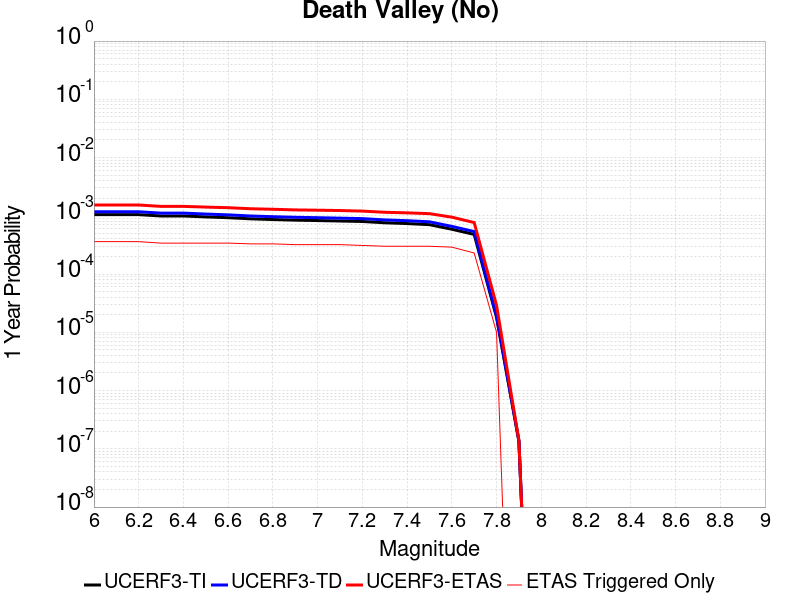 Death Valley (No)
10^0
10^-1
10^-2
10^-3
10^-4
10^-5
10^-6
10^-7
10^-8
1 Year Probability
6 6.2 6.4 6.6 6.8 7 7.2 7.4 7.6 7.8 8 8.2 8.4 8.6 8.8 9
Magnitude
UCERF3-TI UCERF3-TD UCERF3-ETAS ETAS Triggered Only